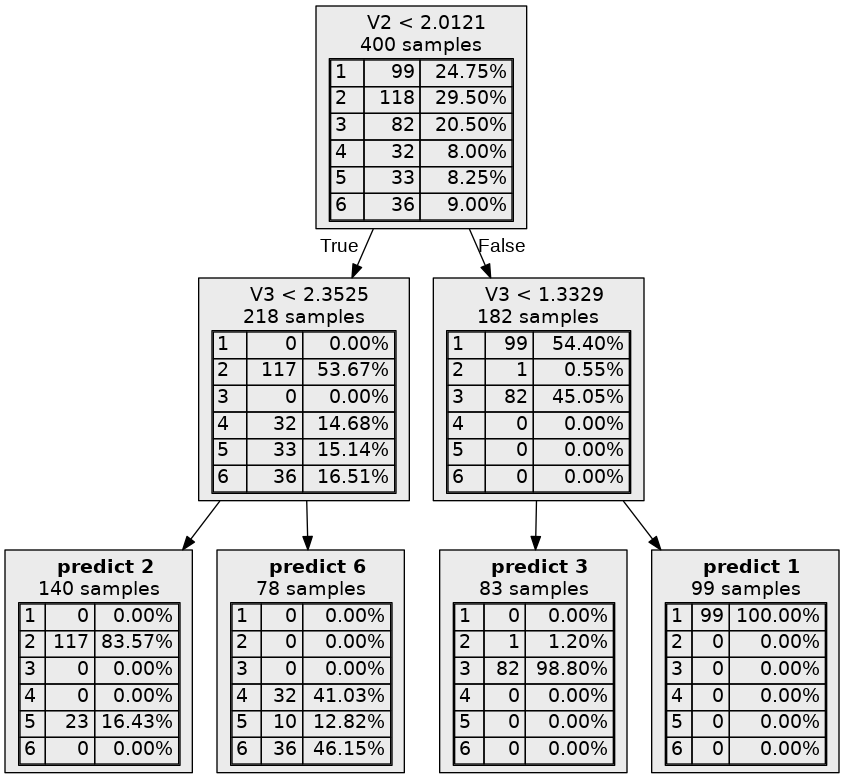 V2 < 2.0121
400 samples
1 99 24.75%
2 118 29.50%
3 82 20.50%
4 32 8.00%
5 33 8.25%
6 36 9.00%
True
False
V3 < 2.3525
218 samples
1 0 0.00%
2 117 53.67%
3 0 0.00%
4 32 14.68%
5 33 15.14%
6 36 16.51%
V3 < 1.3329
182 samples
1 99 54.40%
2 1 0.55%
3 82 45.05%
4 0 0.00%
5 0 0.00%
6 0 0.00%
predict 2
140 samples
1 0 0.00%
2 117 83.57%
3 0 0.00%
4 0 0.00%
5 23 16.43%
6 0 0.00%
predict 6
78 samples
1 0 0.00%
2 0 0.00%
3 0 0.00%
4 32 41.03%
5 10 12.82%
6 36 46.15%
predict 3
83 samples
1 0 0.00%
2 1 1.20%
3 82 98.80%
4 0 0.00%
5 0 0.00%
6 0 0.00%
predict 1
99 samples
1 99 100.00%
2 0 0.00%
3 0 0.00%
4 0 0.00%
5 0 0.00%
6 0 0.00%